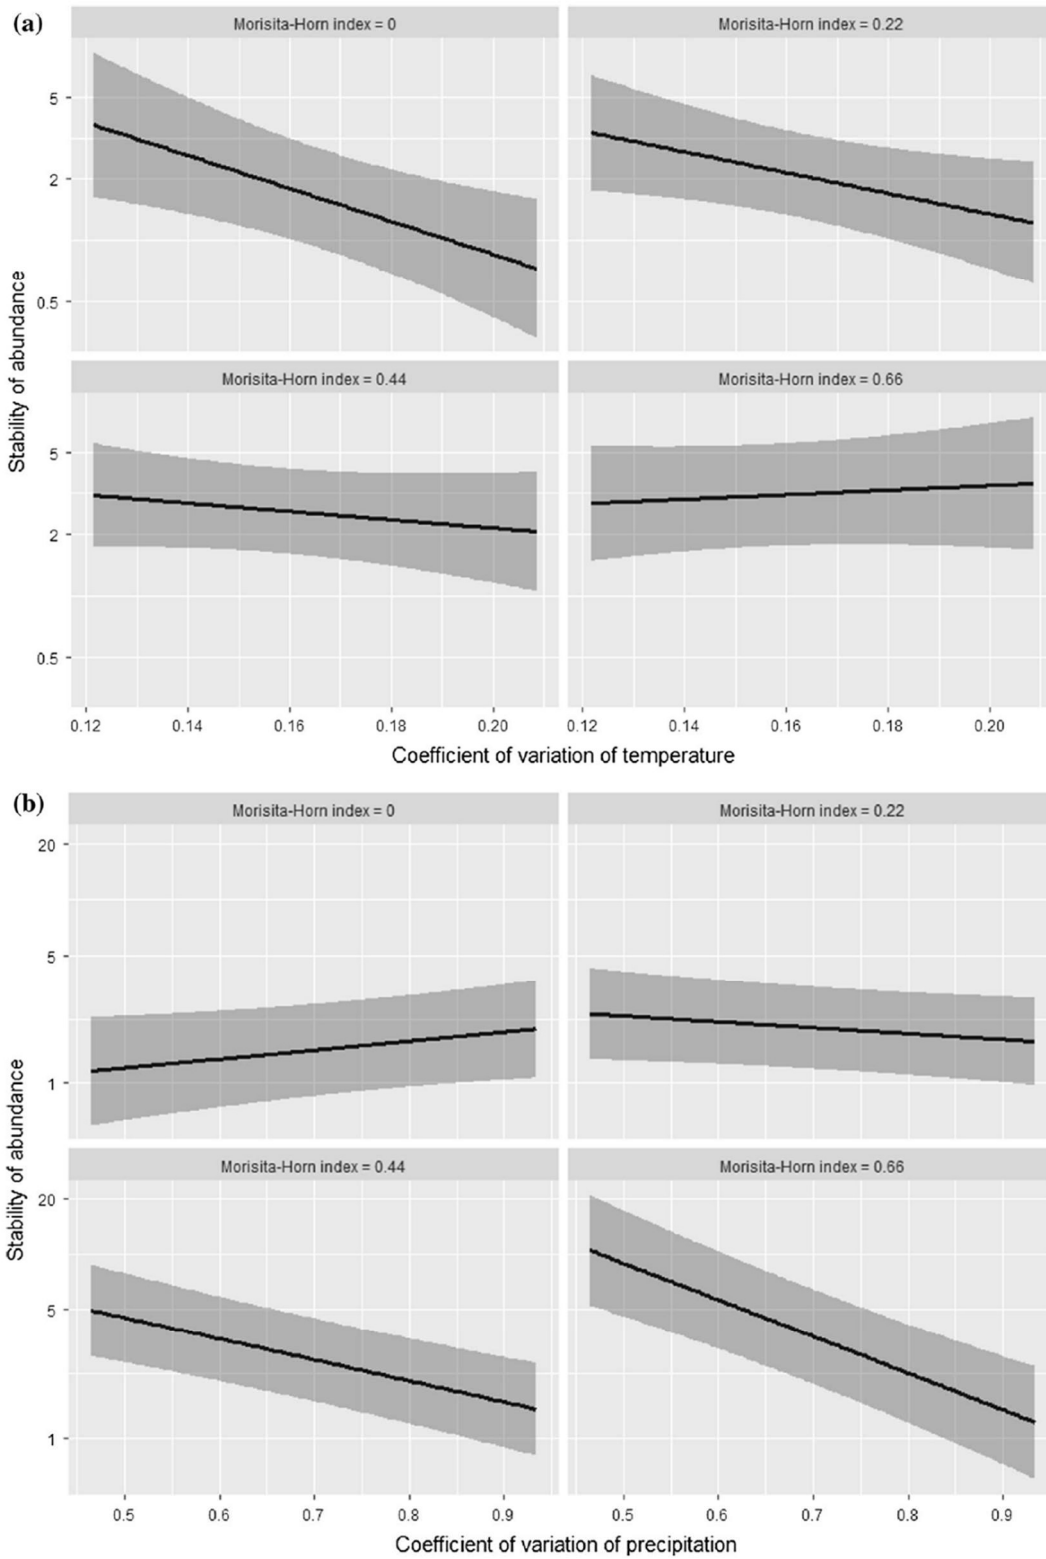 (a)
Morisita-Horn index = 0
Morisita-Horn index = 0.22
5
2
0.5
Morisita-Horn index = 0.44
Morisita-Horn index = 0.66
5
2
0.5
Stability of abundance
0.12 0.14 0.16 0.18 0.20 0.12 0.14 0.16 0.18 0.20
Coefficient of variation of temperature
(b)
Morisita-Horn index = 0
Morisita-Horn index = 0.22
20
5
1
Morisita-Horn index = 0.44
Morisita-Horn index = 0.66
20
5
1
Stability of abundance
0.5 0.6 0.7 0.8 0.9 0.5 0.6 0.7 0.8 0.9
Coefficient of variation of precipitation